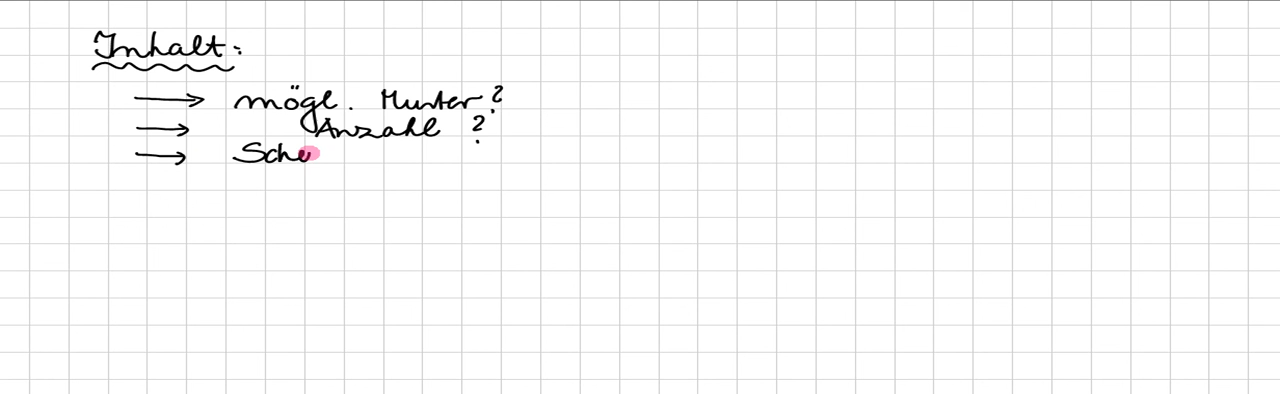 Inhalt:
→ mögl. Muster?
→ Anzahl ?
→ Sche